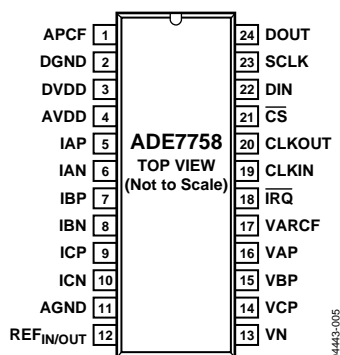 APCF 1
DGND 2
DVDD 3
AVDD 4
IAP 5
IAN 6
IBP 7
IBN 8
ICP 9
ICN 10
AGND 11
REFIN/OUT 12
ADE7758
TOP VIEW
(Not to Scale)
24 DOUT
23 SCLK
22 DIN
21 CS
20 CLKOUT
19 CLKIN
18 IRQ
17 VARCF
16 VAP
15 VBP
14 VCP
13 VN
04443-005